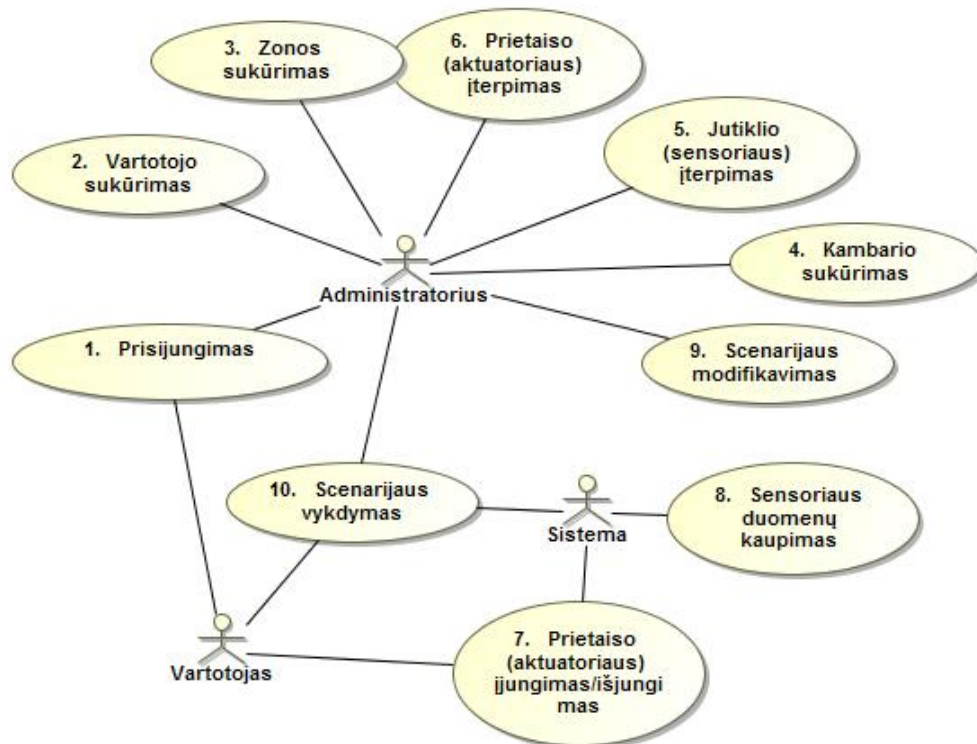 3. Zonos
sukūrimas
6. Prietaiso
(aktuatoriaus)
įterpimas
2. Vartotojo
sukūrimas
5. Jutiklio
(sensoriaus)
įterpimas
4. Kambario
sukūrimas
Administratorius
1. Prisijungimas
9. Scenarijaus
modifikavimas
10. Scenarijaus
vykdymas
Sistema
8. Sensoriaus
duomenų
kaupimas
Vartotojas
7. Prietaiso
(aktuatoriaus)
įjungimas/išjungi
mas